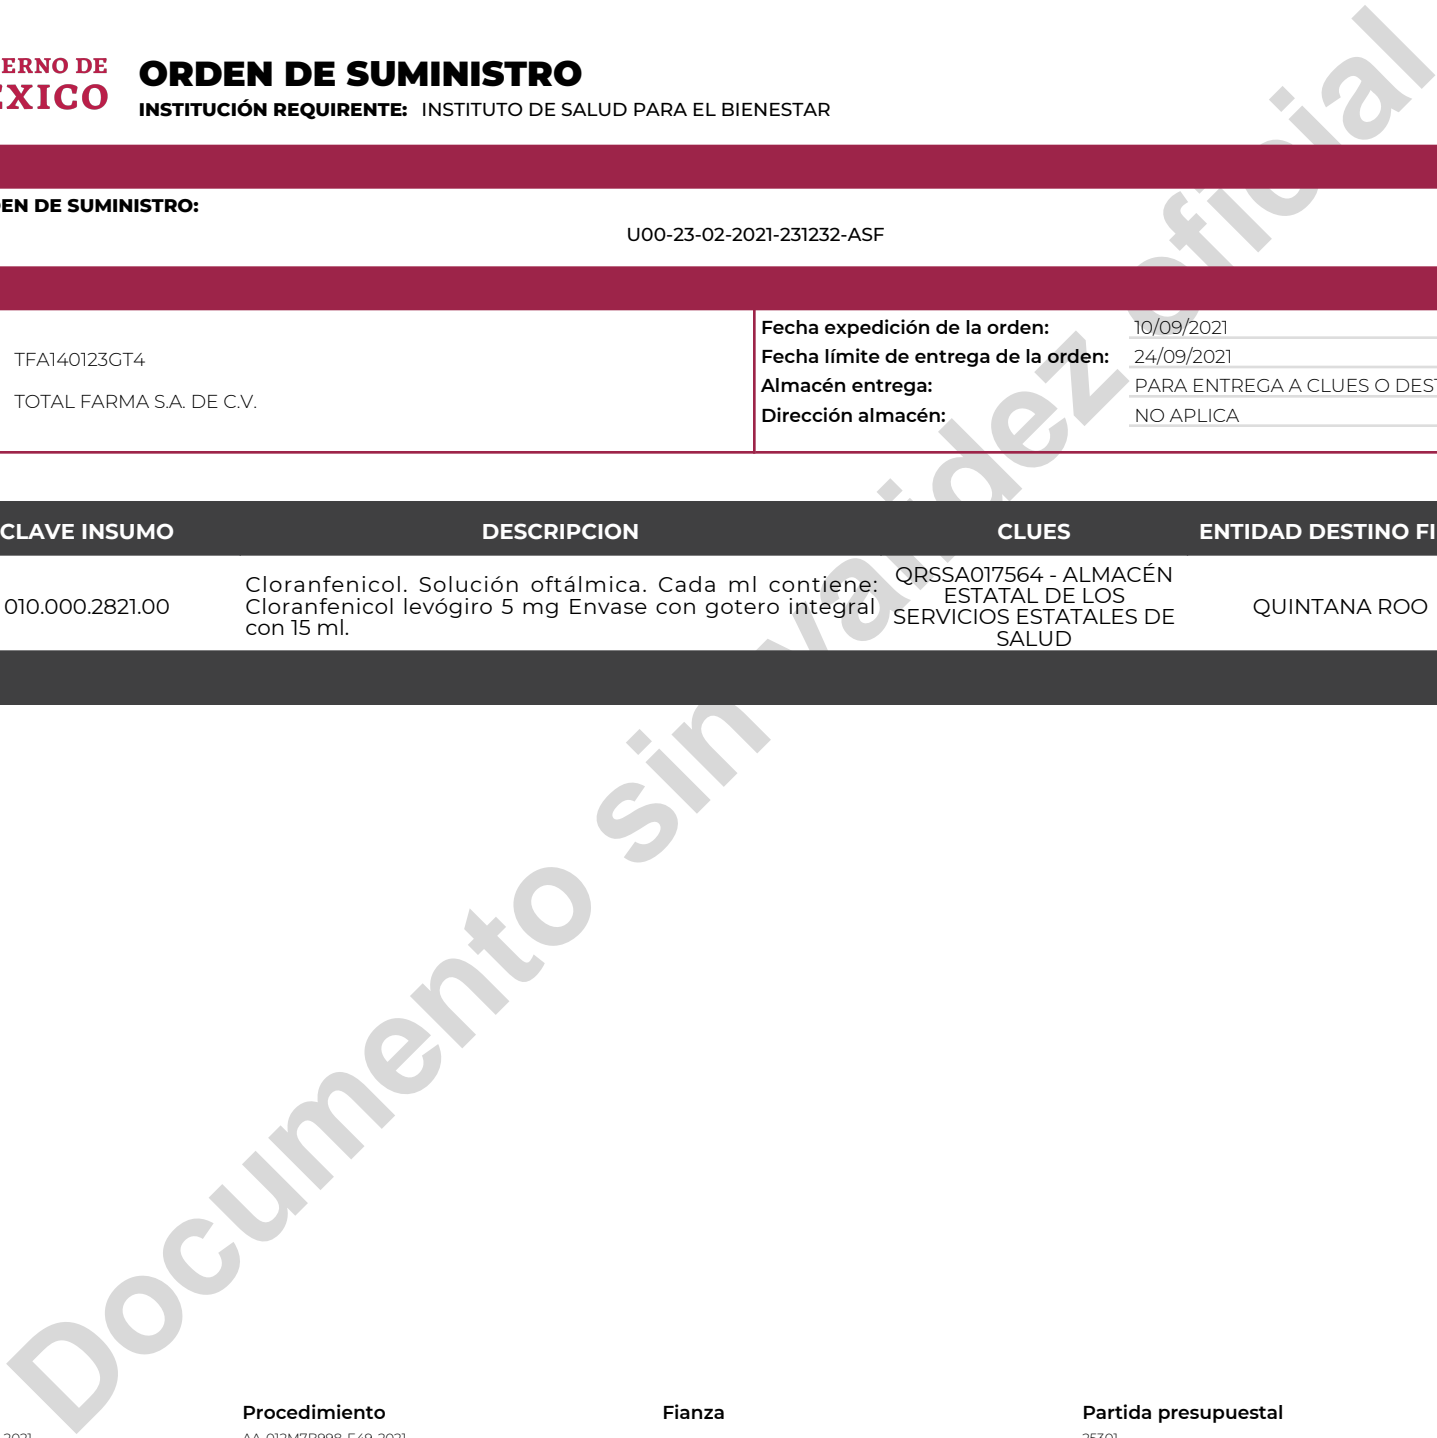 ERNO DE
EXICO
ORDEN DE SUMINISTRO
INSTITUCIÓN REQUIRENTE: INSTITUTO DE SALUD PARA EL BIENESTAR
EN DE SUMINISTRO:
U00-23-02-2021-231232-ASF
TFA140123GT4
TOTAL FARMA S.A. DE C.V.
Fecha expedición de la orden: 10/09/2021
Fecha límite de entrega de la orden: 24/09/2021
Almacén entrega: PARA ENTREGA A CLUES O DEST
Dirección almacén: NO APLICA
CLAVE INSUMO DESCRIPCION CLUES ENTIDAD DESTINO FI
010.000.2821.00
Cloranfenicol. Solución oftálmica. Cada ml contiene:
Cloranfenicol levógiro 5 mg Envase con gotero integral
con 15 ml.
QRSSA017564 - ALMACÉN
ESTATAL DE LOS
SERVICIOS ESTATALES DE
SALUD
QUINTANA ROO
Documento sin validez oficial
Procedimiento Fianza Partida presupuestal